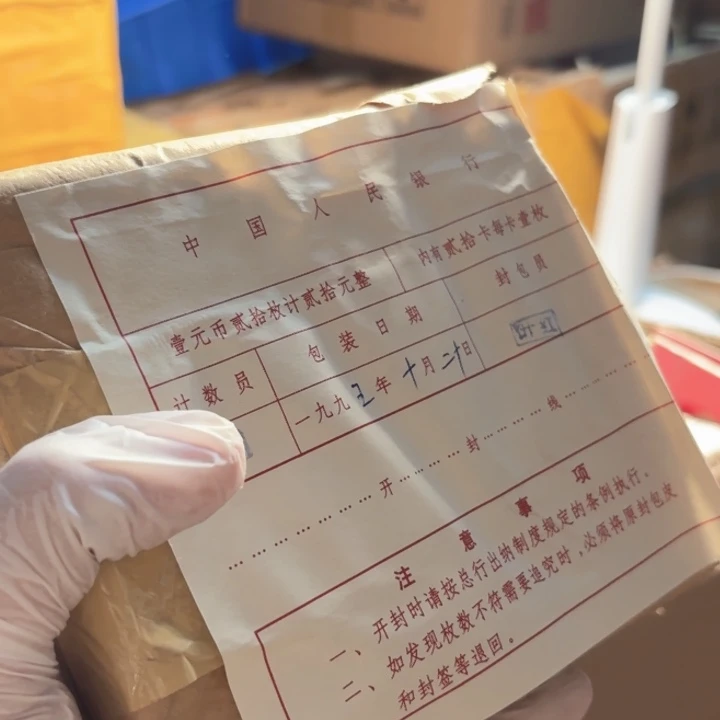 中国人民银行
壹元币贰拾枚计贰拾元整
内有贰拾卡每卡壹枚
计数员
包装日期
封包员
一九九五年十月二十日
开封线
注意事项
一、开封时请按总行出纳制度规定的条例执行。
二、如发现枚数不符需要追究时，必须将原封包皮
和封签等退回。